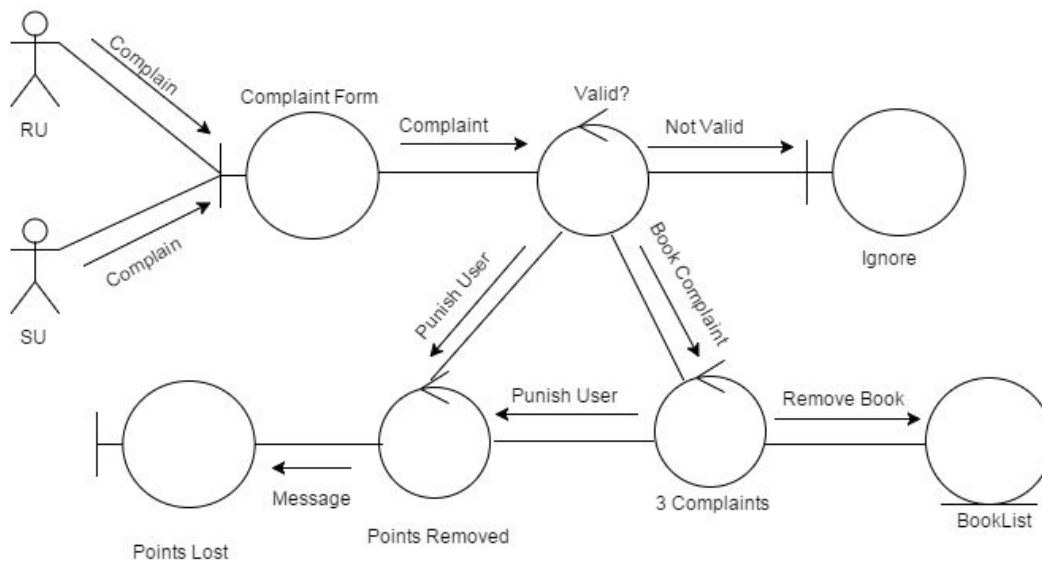 Complain
RU
Complaint Form
Complaint
Valid?
Not Valid
Ignore
Complain
SU
Punish User
Book Complaint
Punish User
Remove Book
Message
3 Complaints
BookList
Points Removed
Points Lost